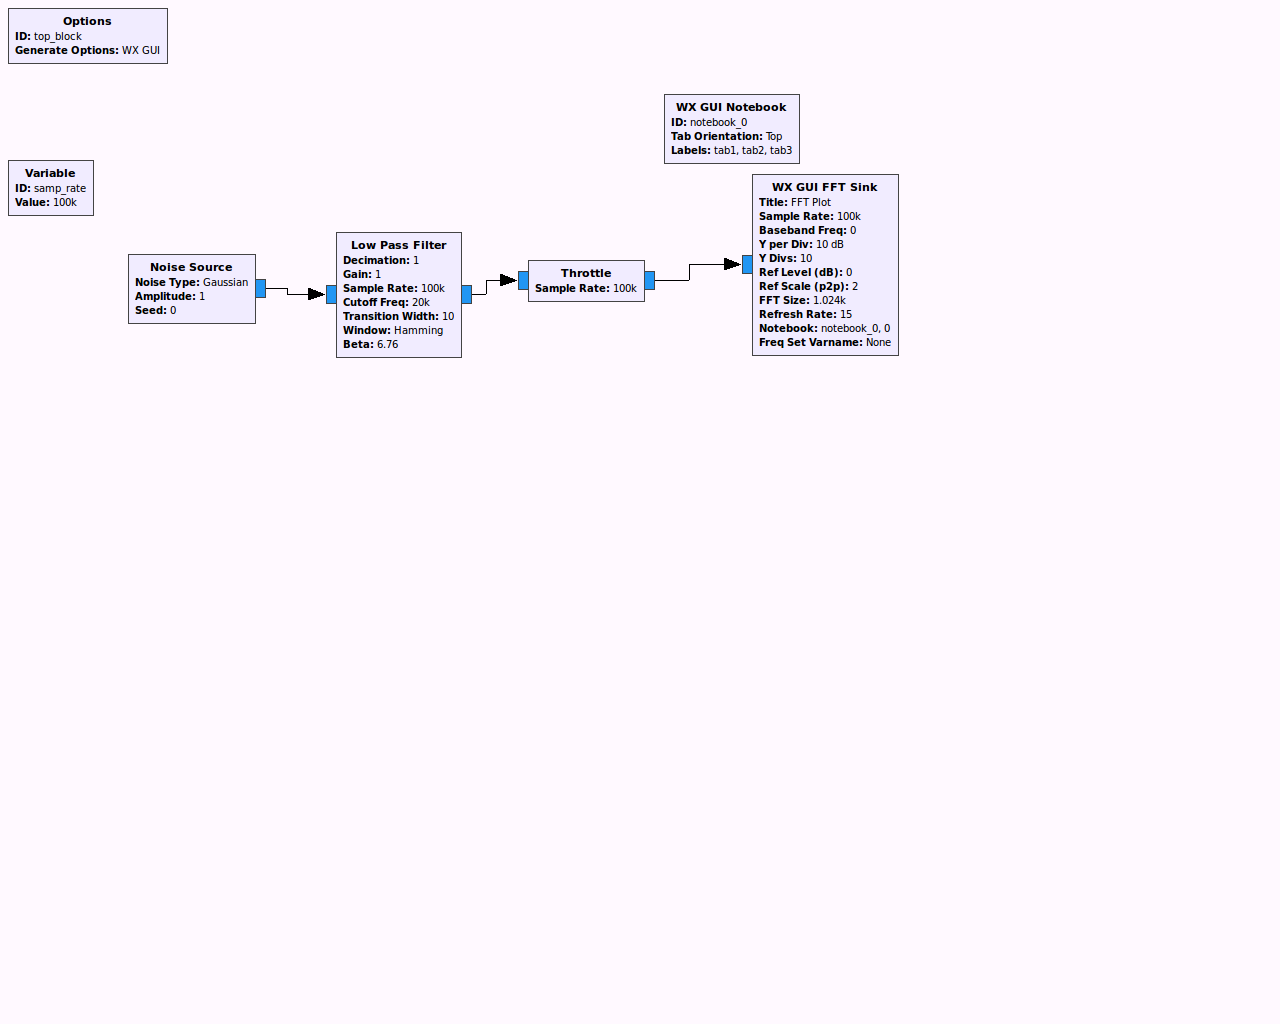 Options
ID: top_block
Generate Options: WX GUI
WX GUI Notebook
ID: notebook_0
Tab Orientation: Top
Labels: tab1, tab2, tab3
Variable
ID: samp_rate
Value: 100k
WX GUI FFT Sink
Title: FFT Plot
Sample Rate: 100k
Baseband Freq: 0
Y per Div: 10 dB
Y Divs: 10
Ref Level (dB): 0
Ref Scale (p2p): 2
FFT Size: 1.024k
Refresh Rate: 15
Notebook: notebook_0, 0
Freq Set Varname: None
Noise Source
Noise Type: Gaussian
Amplitude: 1
Seed: 0
Low Pass Filter
Decimation: 1
Gain: 1
Sample Rate: 100k
Cutoff Freq: 20k
Transition Width: 10
Window: Hamming
Beta: 6.76
Throttle
Sample Rate: 100k